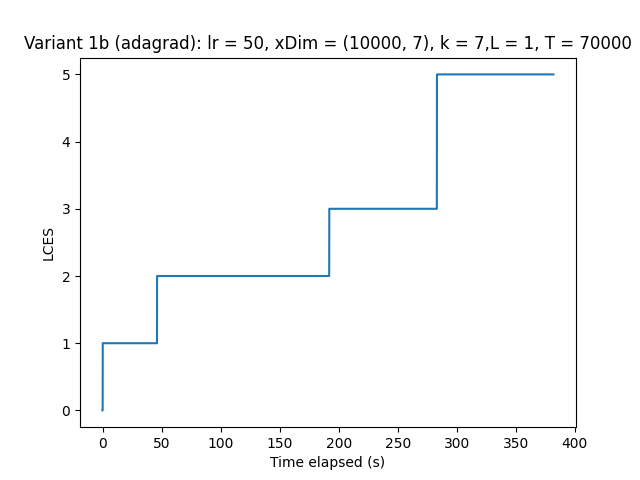 Variant 1b (adagrad): lr = 50, xDim = (10000, 7), k = 7,L = 1, T = 70000
5
4
3
2
1
0
LCES
0 50 100 150 200 250 300 350 400
Time elapsed (s)